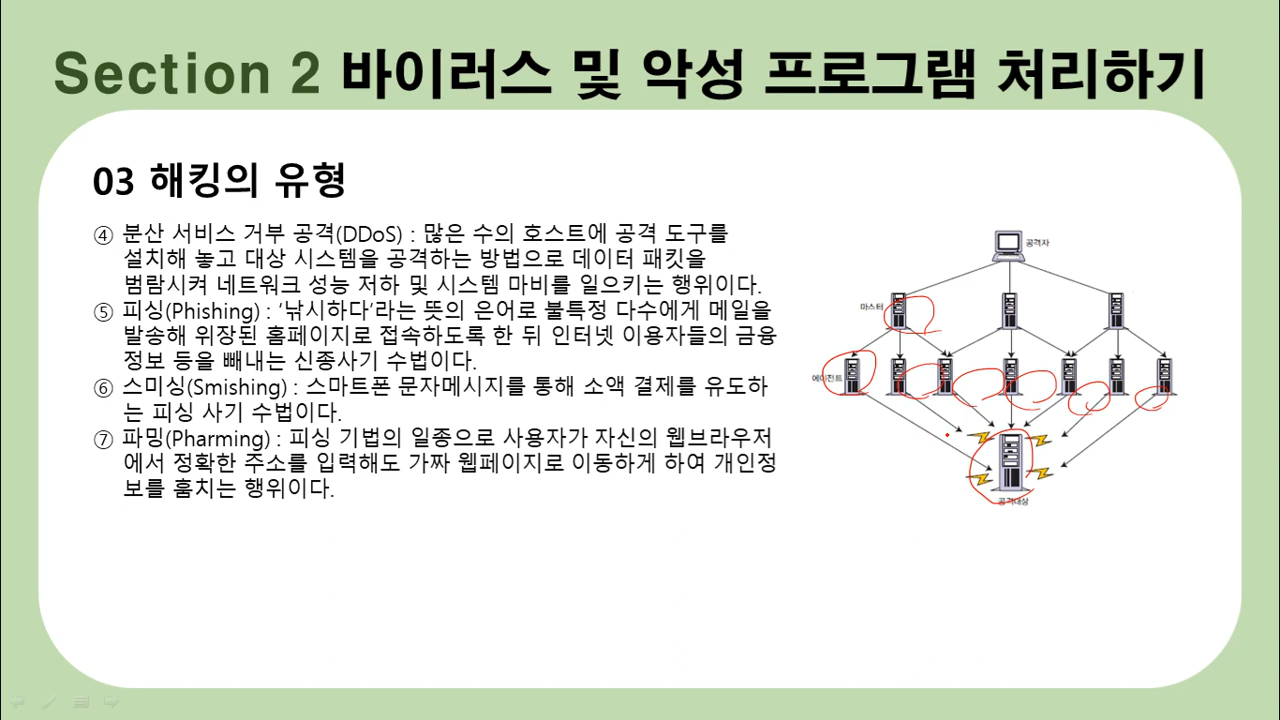 Section 2 바이러스 및 악성 프로그램 처리하기
03 해킹의 유형
④ 분산 서비스 거부 공격(DDoS) : 많은 수의 호스트에 공격 도구를
설치해 놓고 대상 시스템을 공격하는 방법으로 데이터 패킷을
범람시켜 네트워크 성능 저하 및 시스템 마비를 일으키는 행위이다.
⑤ 피싱(Phishing) : ‘낚시하다’라는 뜻의 은어로 불특정 다수에게 메일을
발송해 위장된 홈페이지로 접속하도록 한 뒤 인터넷 이용자들의 금융
정보 등을 빼내는 신종사기 수법이다.
⑥ 스미싱(Smishing) : 스마트폰 문자메시지를 통해 소액 결제를 유도하
는 피싱 사기 수법이다.
⑦ 파밍(Pharming) : 피싱 기법의 일종으로 사용자가 자신의 웹브라우저
에서 정확한 주소를 입력해도 가짜 웹페이지로 이동하게 하여 개인정
보를 훔치는 행위이다.
공격자
마스터
에이전트
공격대상